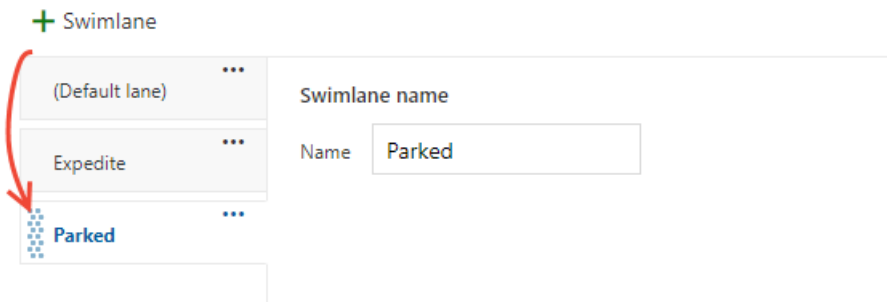 Swimlane
(Default lane)
Swimlane name
Name Parked
Expedite
Parked